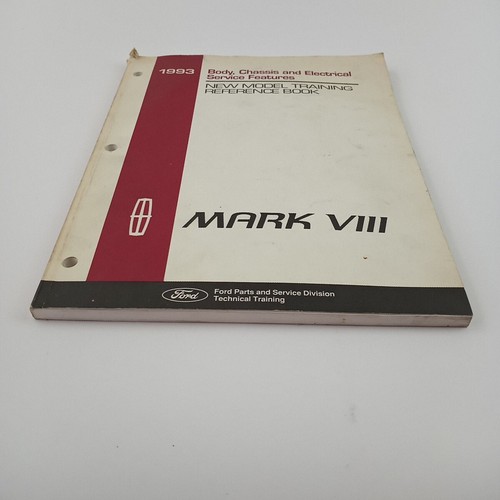 1993
Body, Chassis and Electrical
Service Features
NEW MODEL TRAINING
REFERENCE BOOK
MARK VIII
Ford
Ford Parts and Service Division
Technical Training